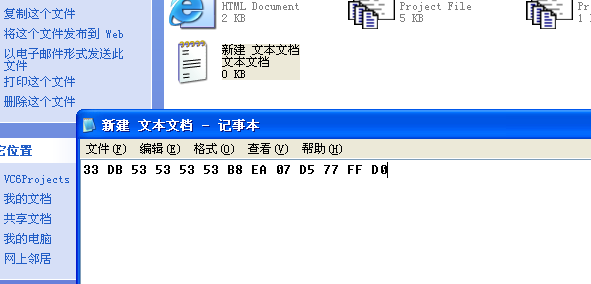 复制这个文件
将这个文件发布到 Web
以电子邮件形式发送此
文件
打印这个文件
删除这个文件
它位置
VC6Projects
我的文档
共享文档
我的电脑
网上邻居
HTML Document
2 KB
Project File
5 KB
Proj
1 K
新建 文本文档
文本文档
0 KB
新建 文本文档 - 记事本
文件(F) 编辑(E) 格式(O) 查看(V) 帮助(H)
33 DB 53 53 53 53 B8 EA 07 D5 77 FF D0